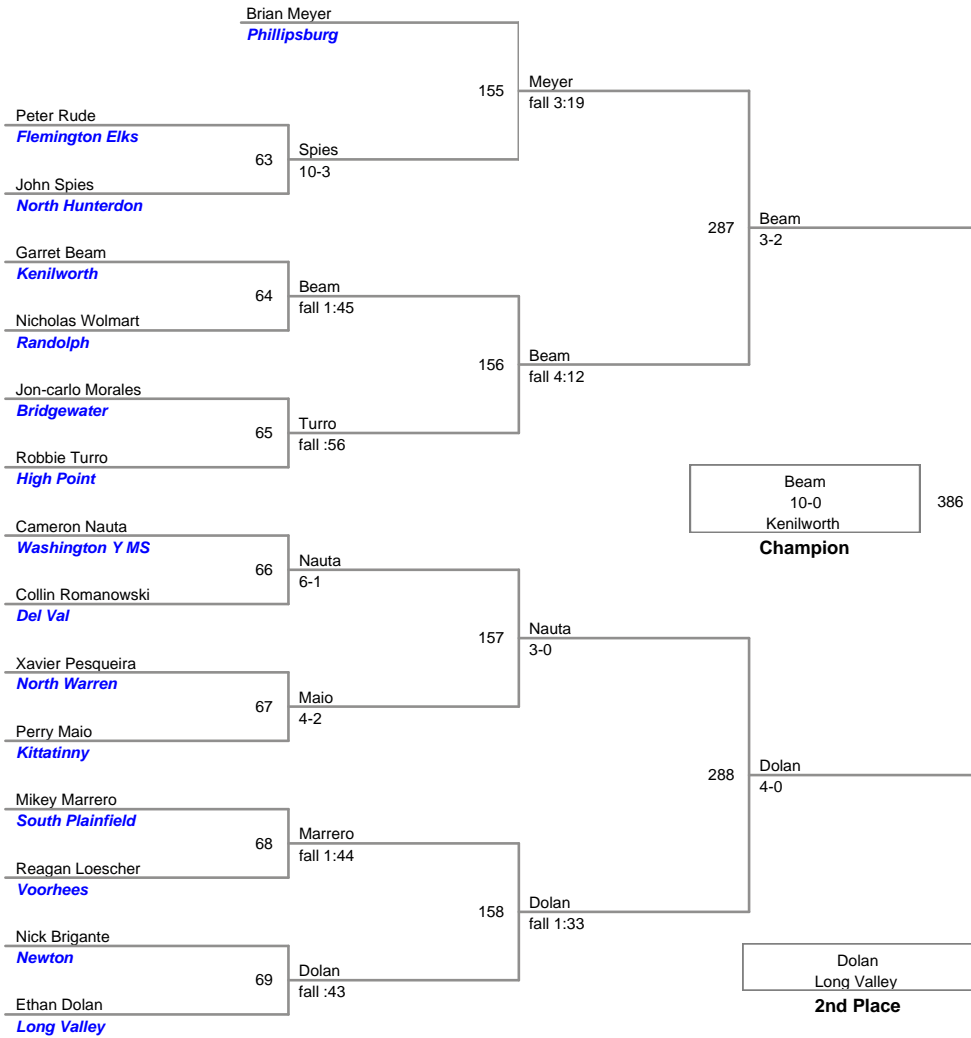 Brian Meyer
Phillipsburg
155
Meyer
fall 3:19
Peter Rude
Flemington Elks
63
Spies
10-3
John Spies
North Hunterdon
287
Beam
3-2
Garret Beam
Kenilworth
64
Beam
fall 1:45
Nicholas Wolmart
Randolph
156
Beam
fall 4:12
Jon-carlo Morales
Bridgewater
65
Turro
fall :56
Robbie Turro
High Point
Beam
10-0
Kenilworth
386
Champion
Cameron Nauta
Washington Y MS
66
Nauta
6-1
Collin Romanowski
Del Val
157
Nauta
3-0
Xavier Pesqueira
North Warren
67
Maio
4-2
Perry Maio
Kittatinny
288
Dolan
4-0
Mikey Marrero
South Plainfield
68
Marrero
fall 1:44
Reagan Loescher
Voorhees
158
Dolan
fall 1:33
Nick Brigante
Newton
69
Dolan
fall :43
Ethan Dolan
Long Valley
Dolan
Long Valley
2nd Place